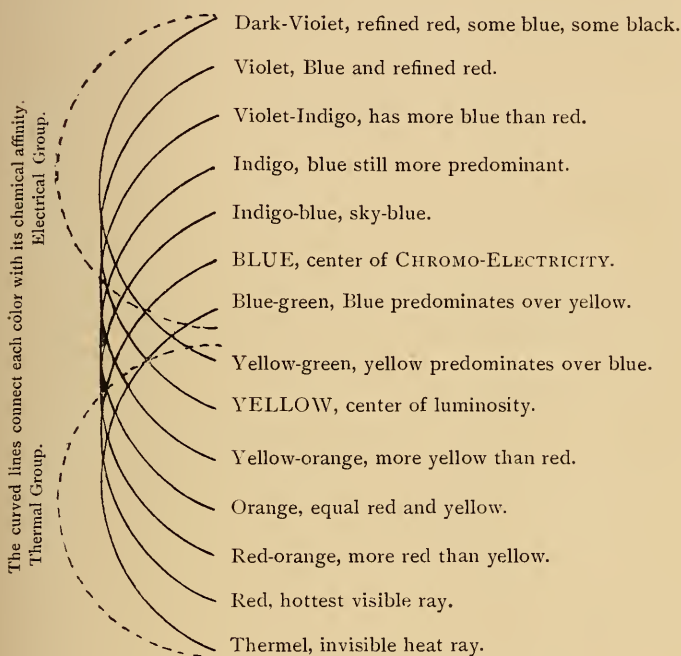 The curved lines connect each color with its chemical affinity.
Electrical Group.
Thermal Group.
Dark-Violet, refined red, some blue, some black.
Violet, Blue and refined red.
Violet-Indigo, has more blue than red.
Indigo, blue still more predominant.
Indigo-blue, sky-blue.
BLUE, center of CHROMO-ELECTRICITY.
Blue-green, Blue predominates over yellow.
Yellow-green, yellow predominates over blue.
YELLOW, center of luminosity.
Yellow-orange, more yellow than red.
Orange, equal red and yellow.
Red-orange, more red than yellow.
Red, hottest visible ray.
Thermel, invisible heat ray.